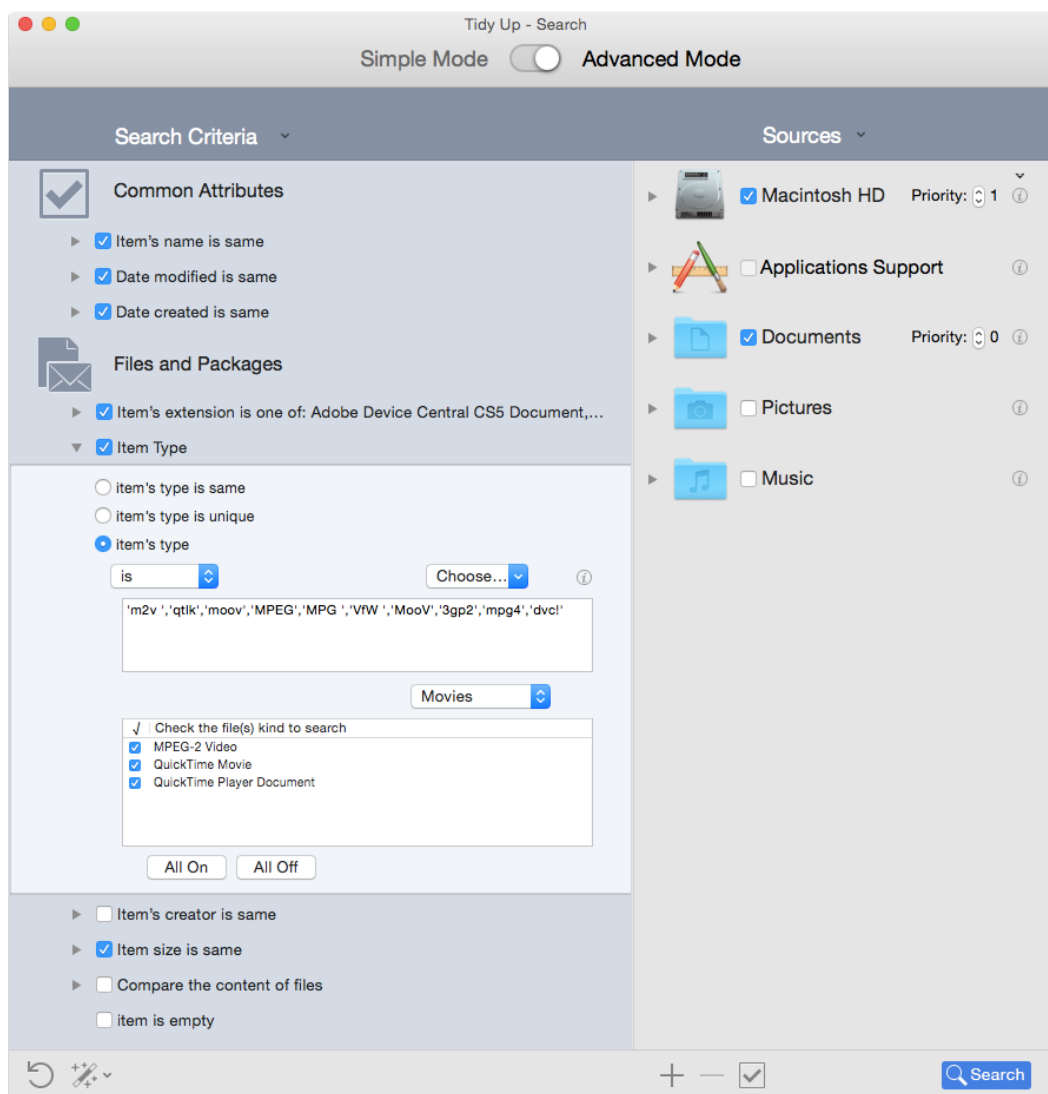 Tidy Up - Search
Simple Mode Advanced Mode
Search Criteria
Common Attributes
Item's name is same
Date modified is same
Date created is same
Files and Packages
Item's extension is one of: Adobe Device Central CS5 Document,...
Item Type
item's type is same
item's type is unique
item's type
is Choose...
'm2v ','qtlk','moov','MPEG','MPG ','VfW ','MooV','3gp2','mpg4','dvc!'
Movies
√ Check the file(s) kind to search
MPEG-2 Video
QuickTime Movie
QuickTime Player Document
All On All Off
Item's creator is same
Item size is same
Compare the content of files
item is empty
Sources
Macintosh HD Priority: 1
Applications Support
Documents Priority: 0
Pictures
Music
Search